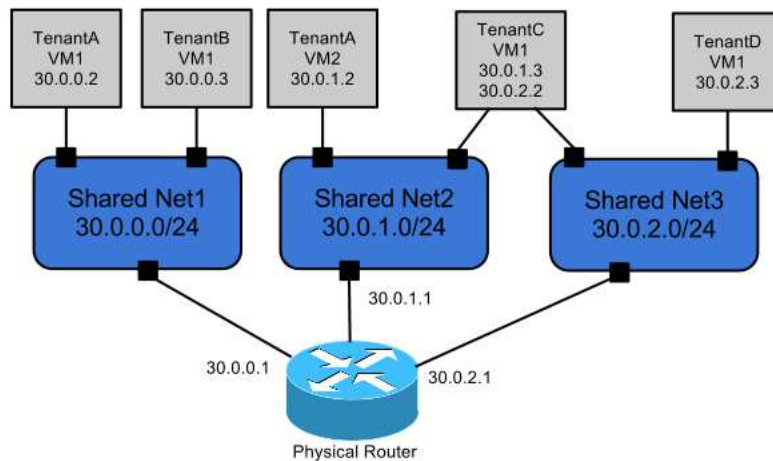 TenantA
VM1
30.0.0.2
TenantB
VM1
30.0.0.3
TenantA
VM2
30.0.1.2
TenantC
VM1
30.0.1.3
30.0.2.2
TenantD
VM1
30.0.2.3
Shared Net1
30.0.0.0/24
Shared Net2
30.0.1.0/24
Shared Net3
30.0.2.0/24
30.0.1.1
30.0.0.1
30.0.2.1
Physical Router